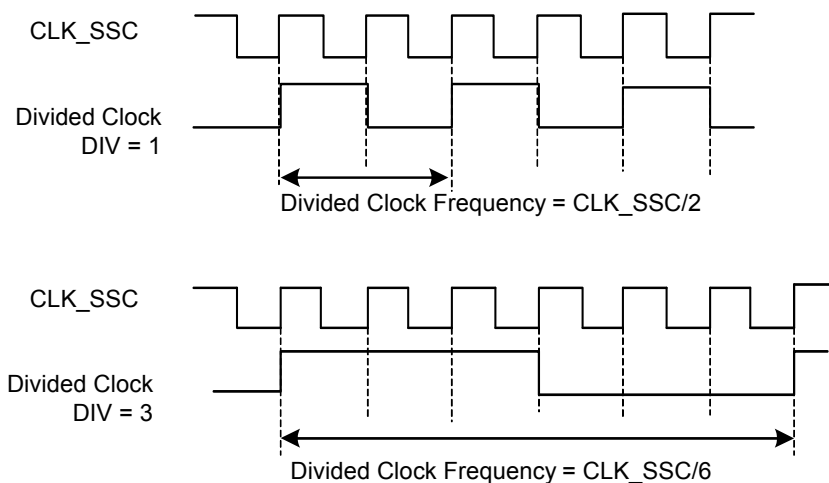 CLK_SSC
Divided Clock
DIV = 1
Divided Clock Frequency = CLK_SSC/2
CLK_SSC
Divided Clock
DIV = 3
Divided Clock Frequency = CLK_SSC/6